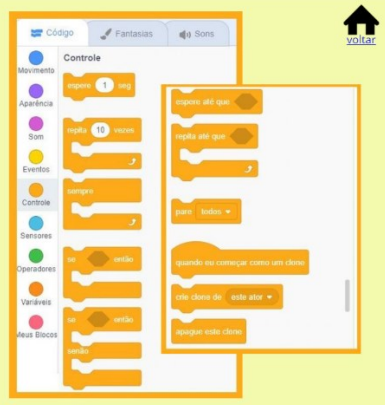 voltar
Código
Fantasias
Sons
Movimento
Aparência
Som
Eventos
Controle
Sensores
Operadores
Variáveis
Meus Blocos
Controle
espere 1 seg
repita 10 vezes
sempre
se então
se então
senão
espere até que
repita até que
pare todos
quando eu começar como um clone
crie clone de este ator
apague este clone